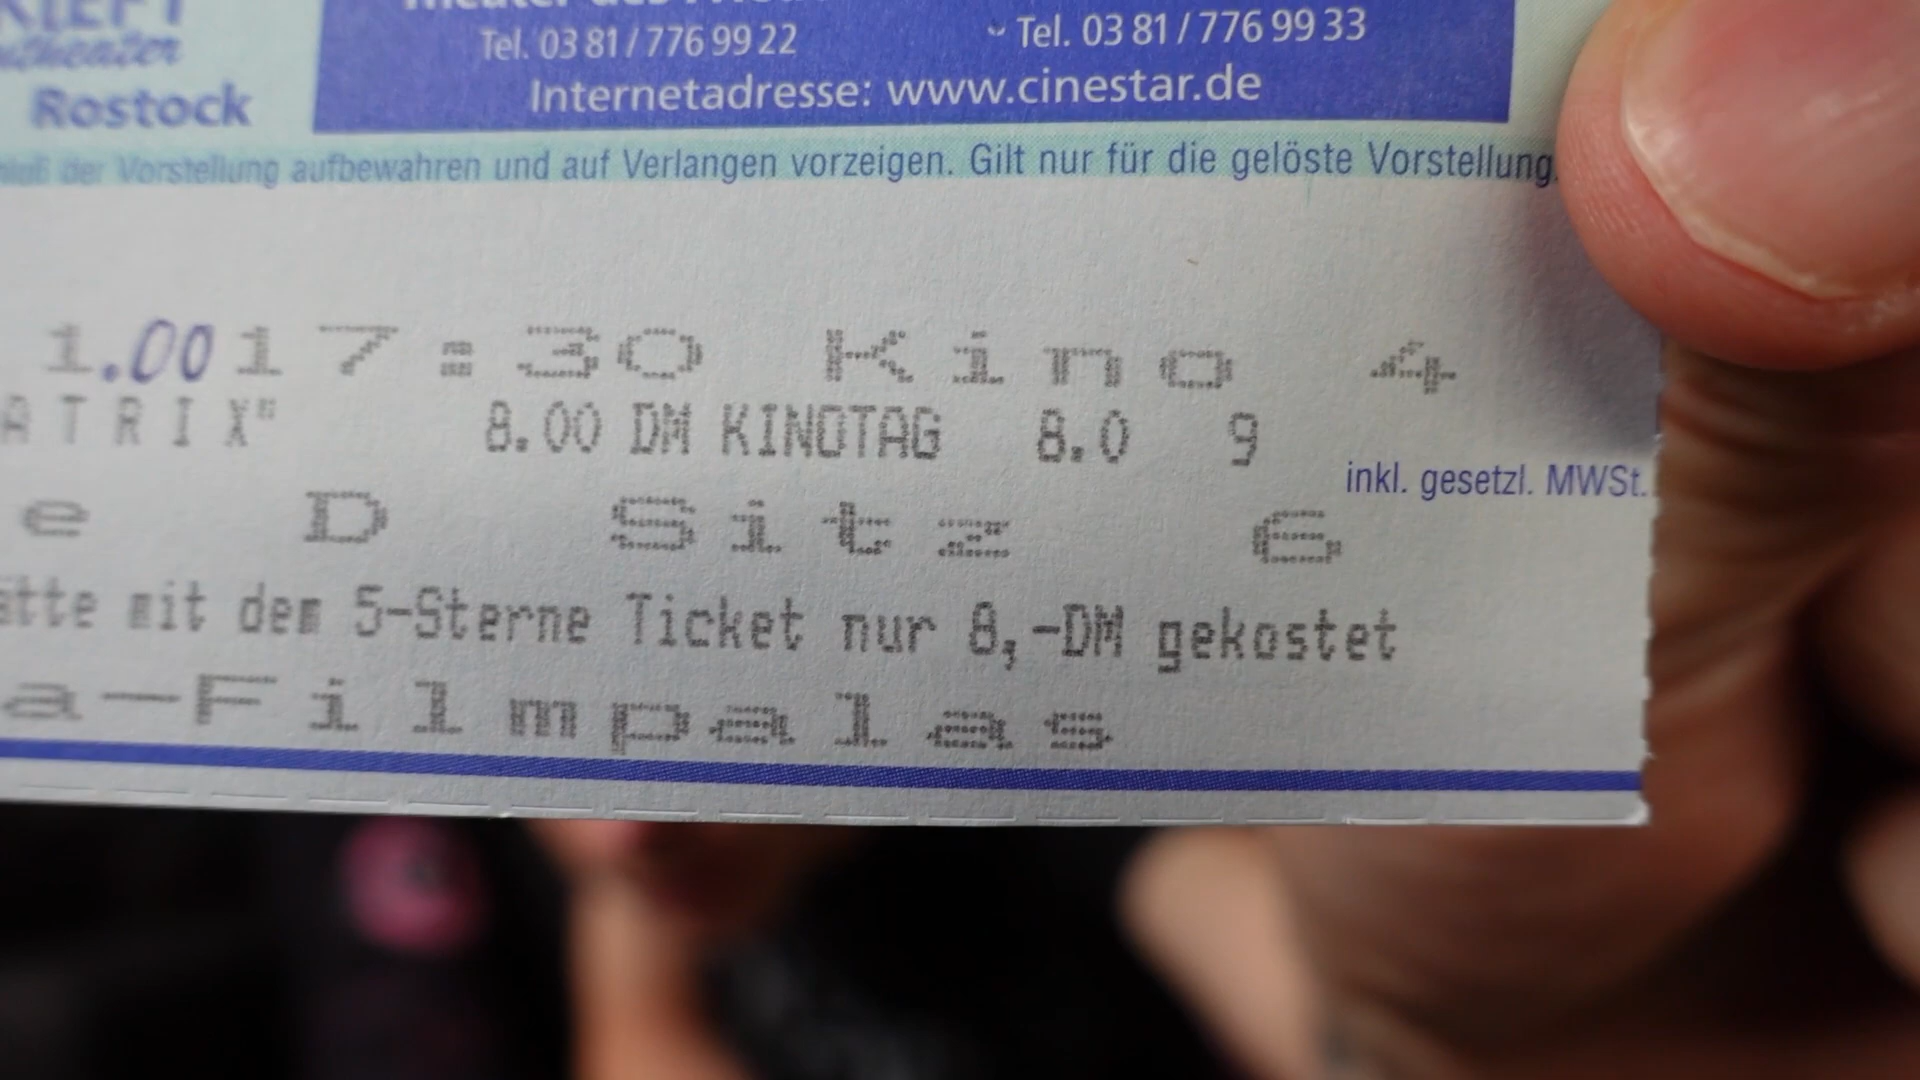 Tel. 03 81 / 776 99 22
Tel. 03 81 / 776 99 33
Internetadresse: www.cinestar.de
Rostock
der Vorstellung aufbewahren und auf Verlangen vorzeigen. Gilt nur für die gelöste Vorstellung.
1.00 17:30 Kino 4
ATRIX" 8.00 DM KINOTAG 8.0 9
inkl. gesetzl. MWSt.
e D Sitz 6
ätte mit dem 5-Sterne Ticket nur 8,-DM gekostet
a-Filmpalas